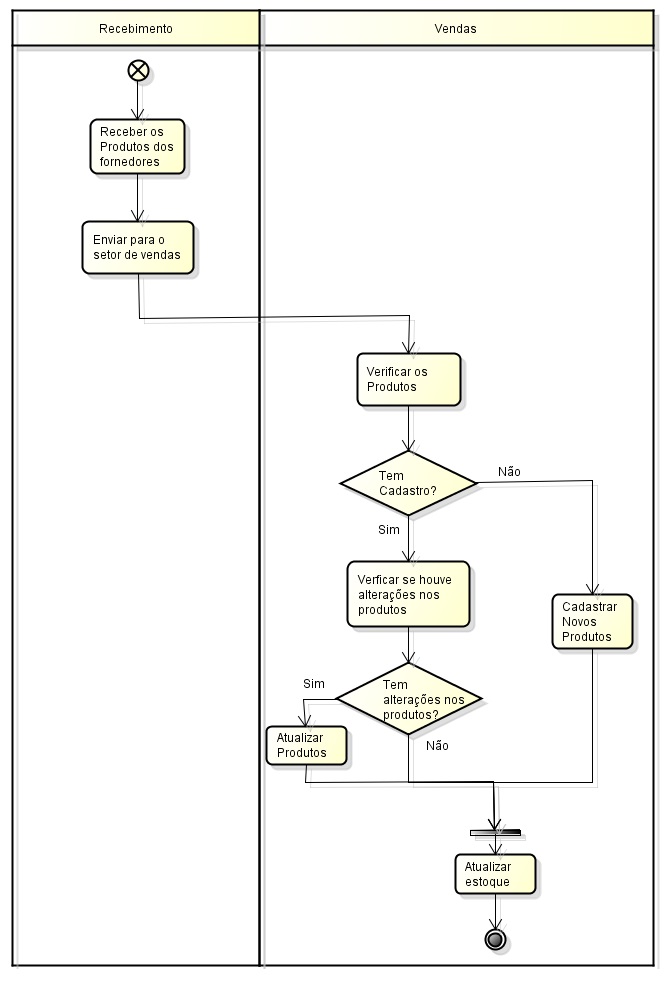 Recebimento
Vendas
Receber os
Produtos dos
fornedores
Enviar para o
setor de vendas
Verificar os
Produtos
Tem
Cadastro?
Não
Sim
Verficar se houve
alterações nos
produtos
Cadastrar
Novos
Produtos
Tem
alterações nos
produtos?
Sim
Não
Atualizar
Produtos
Atualizar
estoque